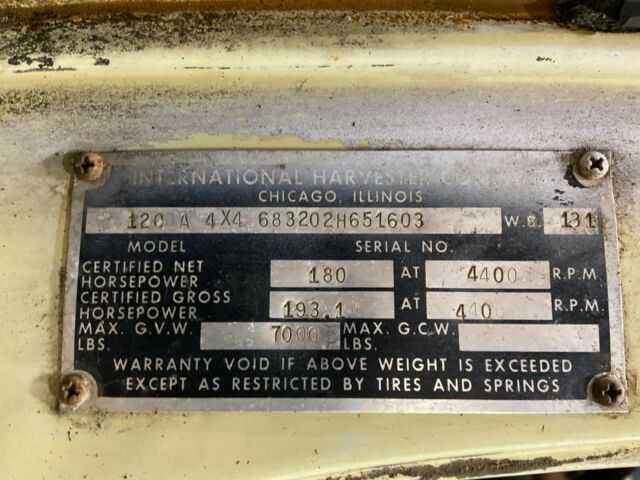 INTERNATIONAL HARVESTER
CHICAGO, ILLINOIS
1200 A 4X4 683202H651603 W.B. 131
MODEL SERIAL NO.
CERTIFIED NET HORSEPOWER 180 AT 4400 R.P.M.
CERTIFIED GROSS HORSEPOWER 193.1 AT 4400 R.P.M.
MAX. G.V.W. LBS. 7000 MAX. G.C.W. LBS.
WARRANTY VOID IF ABOVE WEIGHT IS EXCEEDED
EXCEPT AS RESTRICTED BY TIRES AND SPRINGS